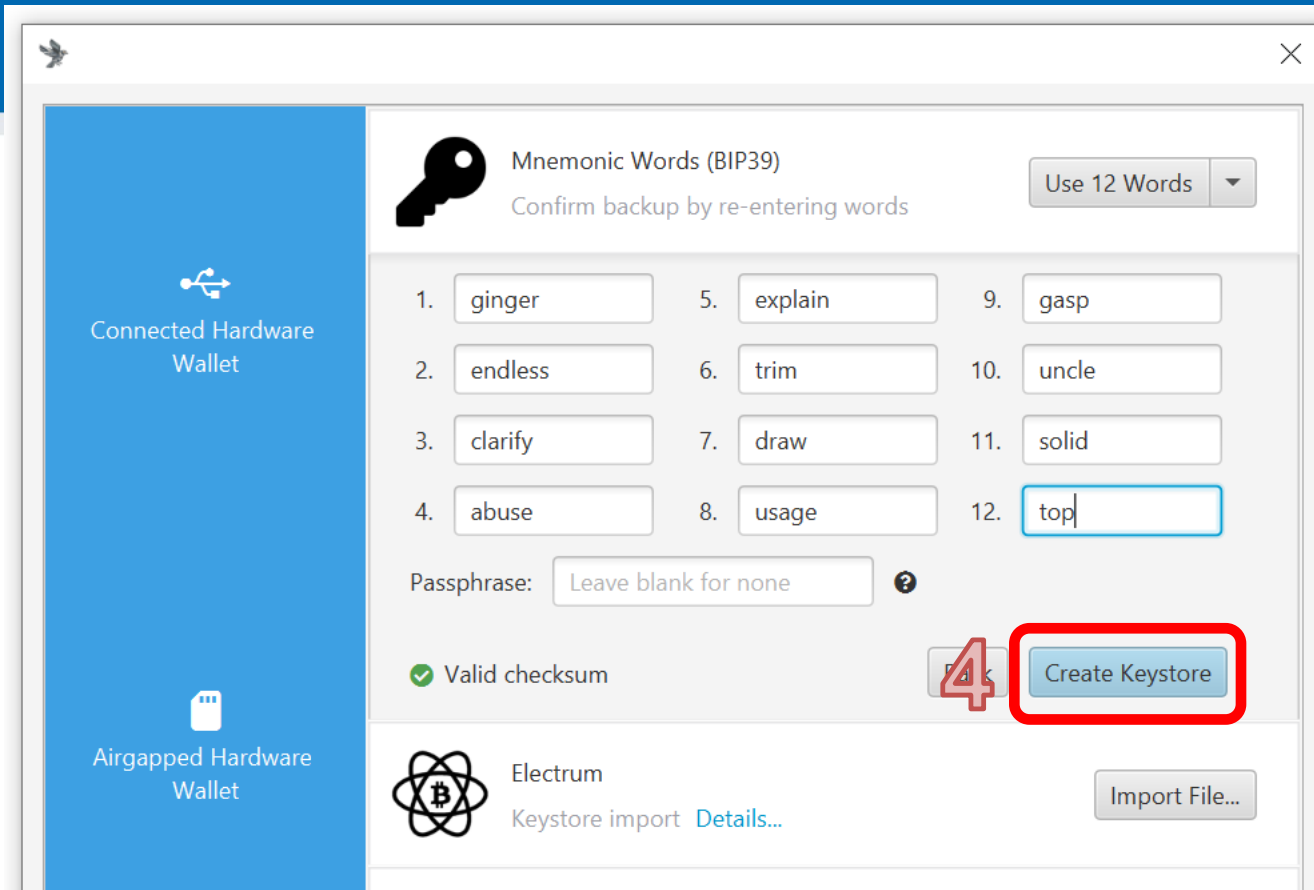 Mnemonic Words (BIP39)
Confirm backup by re-entering words
Use 12 Words
Connected Hardware
Wallet
1. ginger
5. explain
9. gasp
2. endless
6. trim
10. uncle
3. clarify
7. draw
11. solid
4. abuse
8. usage
12. top
Passphrase: Leave blank for none
Valid checksum
4
Create Keystore
Airgapped Hardware
Wallet
Electrum
Keystore import Details...
Import File...